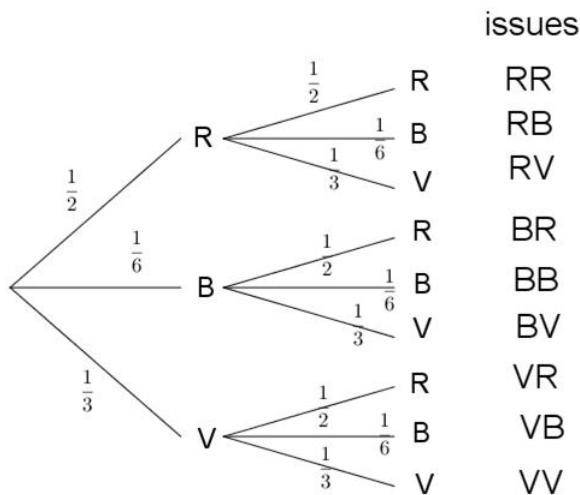 issues
1/2 R RR
1/2 R 1/6 B RB
1/3 V RV
1/2 R BR
1/6 B 1/6 B BB
1/3 V BV
1/2 R VR
1/3 V 1/6 B VB
1/3 V VV